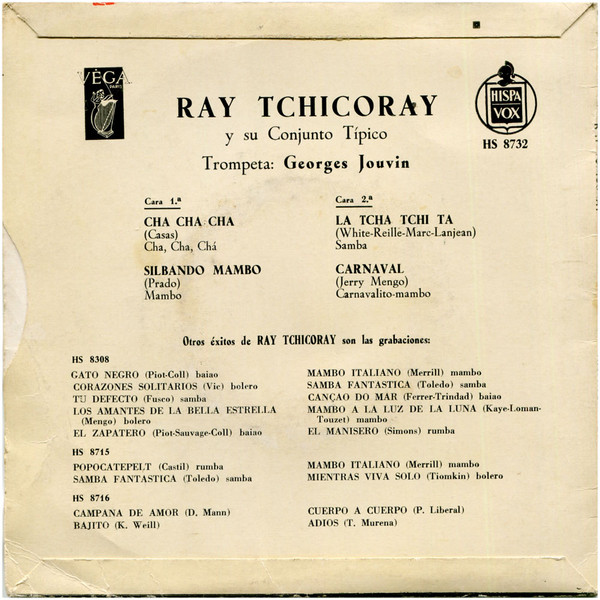 VÈGA
PARIS
HISPA
VOX
HS 8732
RAY TCHICORAY
y su Conjunto Típico
Trompeta: Georges Jouvin
Cara 1.ª
CHA CHA CHA
(Casas)
Cha, Cha, Chá
SILBANDO MAMBO
(Prado)
Mambo
Cara 2.ª
LA TCHA TCHI TA
(White-Reille-Marc-Lanjean)
Samba
CARNAVAL
(Jerry Mengo)
Carnavalito-mambo
Otros éxitos de RAY TCHICORAY son las grabaciones:
HS 8308
GATO NEGRO (Piot-Coll) baiao
CORAZONES SOLITARIOS (Vic) bolero
TU DEFECTO (Fusco) samba
LOS AMANTES DE LA BELLA ESTRELLA
(Mengo) bolero
EL ZAPATERO (Piot-Sauvage-Coll) baiao
MAMBO ITALIANO (Merrill) mambo
SAMBA FANTASTICA (Toledo) samba
CANÇAO DO MAR (Ferrer-Trindad) baiao
MAMBO A LA LUZ DE LA LUNA (Kaye-Loman-
Touzet) mambo
EL MANISERO (Simons) rumba
HS 8715
POPOCATEPELT (Castil) rumba
SAMBA FANTASTICA (Toledo) samba
MAMBO ITALIANO (Merrill) mambo
MIENTRAS VIVA SOLO (Tiomkin) bolero
HS 8716
CAMPANA DE AMOR (D. Mann)
BAJITO (K. Weill)
CUERPO A CUERPO (P. Liberal)
ADIOS (T. Murena)